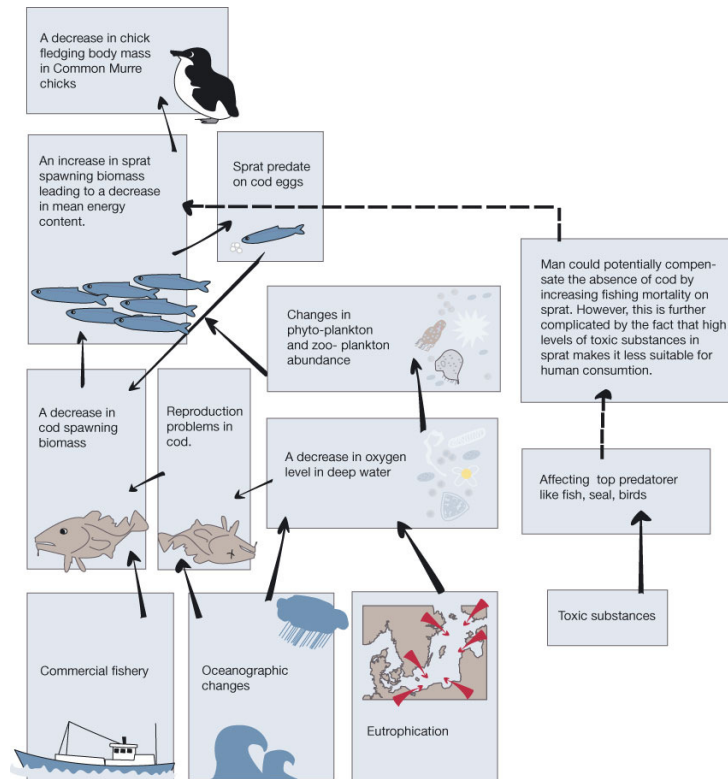 A decrease in chick
fledging body mass
in Common Murre
chicks
An increase in sprat
spawning biomass
leading to a decrease
in mean energy
content.
Sprat predate
on cod eggs
Man could potentially compen-
sate the absence of cod by
increasing fishing mortality on
sprat. However, this is further
complicated by the fact that high
levels of toxic substances in
sprat makes it less suitable for
human consumtion.
Changes in
phyto-plankton
and zoo- plankton
abundance
A decrease in
cod spawning
biomass
Reproduction
problems in
cod.
A decrease in oxygen
level in deep water
Affecting top predatorer
like fish, seal, birds
Toxic substances
Commercial fishery
Oceanographic
changes
Eutrophication